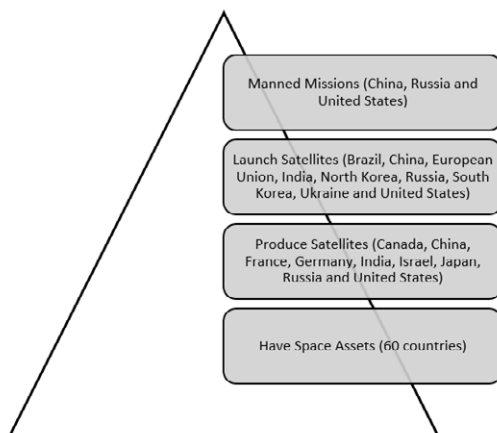 Manned Missions (China, Russia and
United States)
Launch Satellites (Brazil, China, European
Union, India, North Korea, Russia, South
Korea, Ukraine and United States)
Produce Satellites (Canada, China,
France, Germany, India, Israel, Japan,
Russia and United States)
Have Space Assets (60 countries)